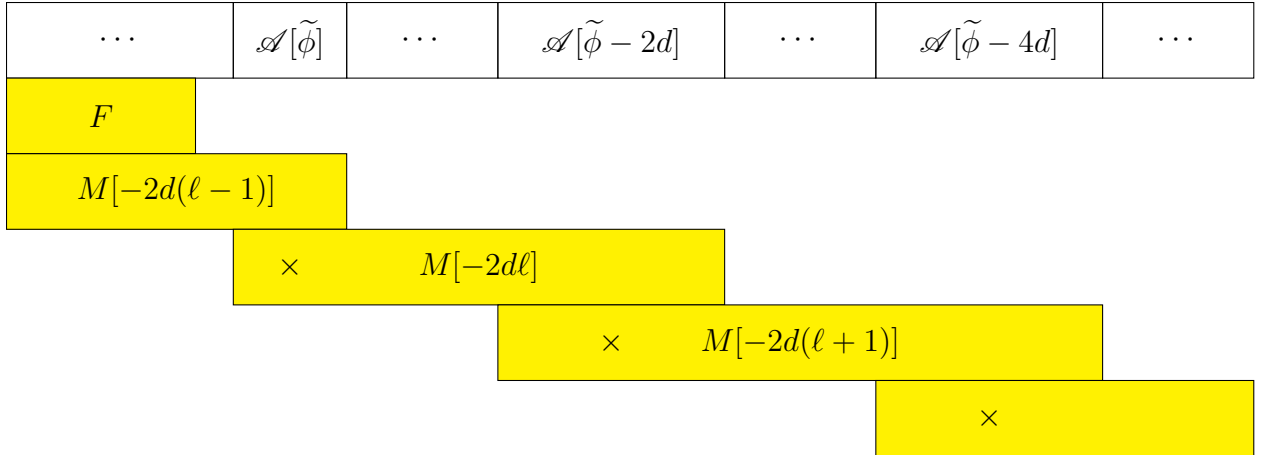 ⋯ 𝒜[ϕ̃] ⋯ 𝒜[ϕ̃ − 2d] ⋯ 𝒜[ϕ̃ − 4d] ⋯
F
M[−2d(ℓ − 1)]
× M[−2dℓ]
× M[−2d(ℓ + 1)]
×